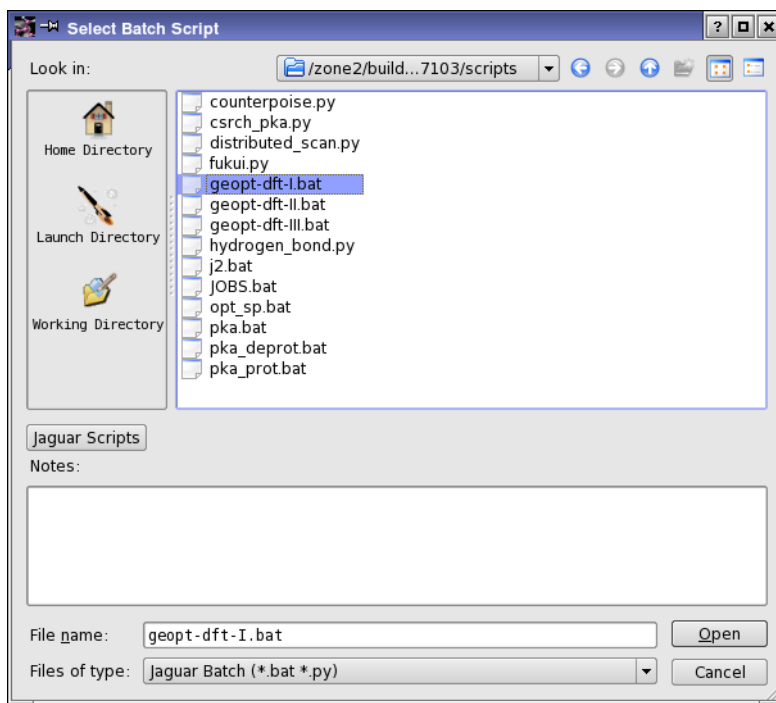 Select Batch Script
Look in:
/zone2/build...7103/scripts
Home Directory
Launch Directory
Working Directory
counterpoise.py
csrch_pka.py
distributed_scan.py
fukui.py
geopt-dft-I.bat
geopt-dft-II.bat
geopt-dft-III.bat
hydrogen_bond.py
j2.bat
JOBS.bat
opt_sp.bat
pka.bat
pka_deprot.bat
pka_prot.bat
Jaguar Scripts
Notes:
File name: geopt-dft-I.bat
Open
Files of type: Jaguar Batch (*.bat *.py)
Cancel